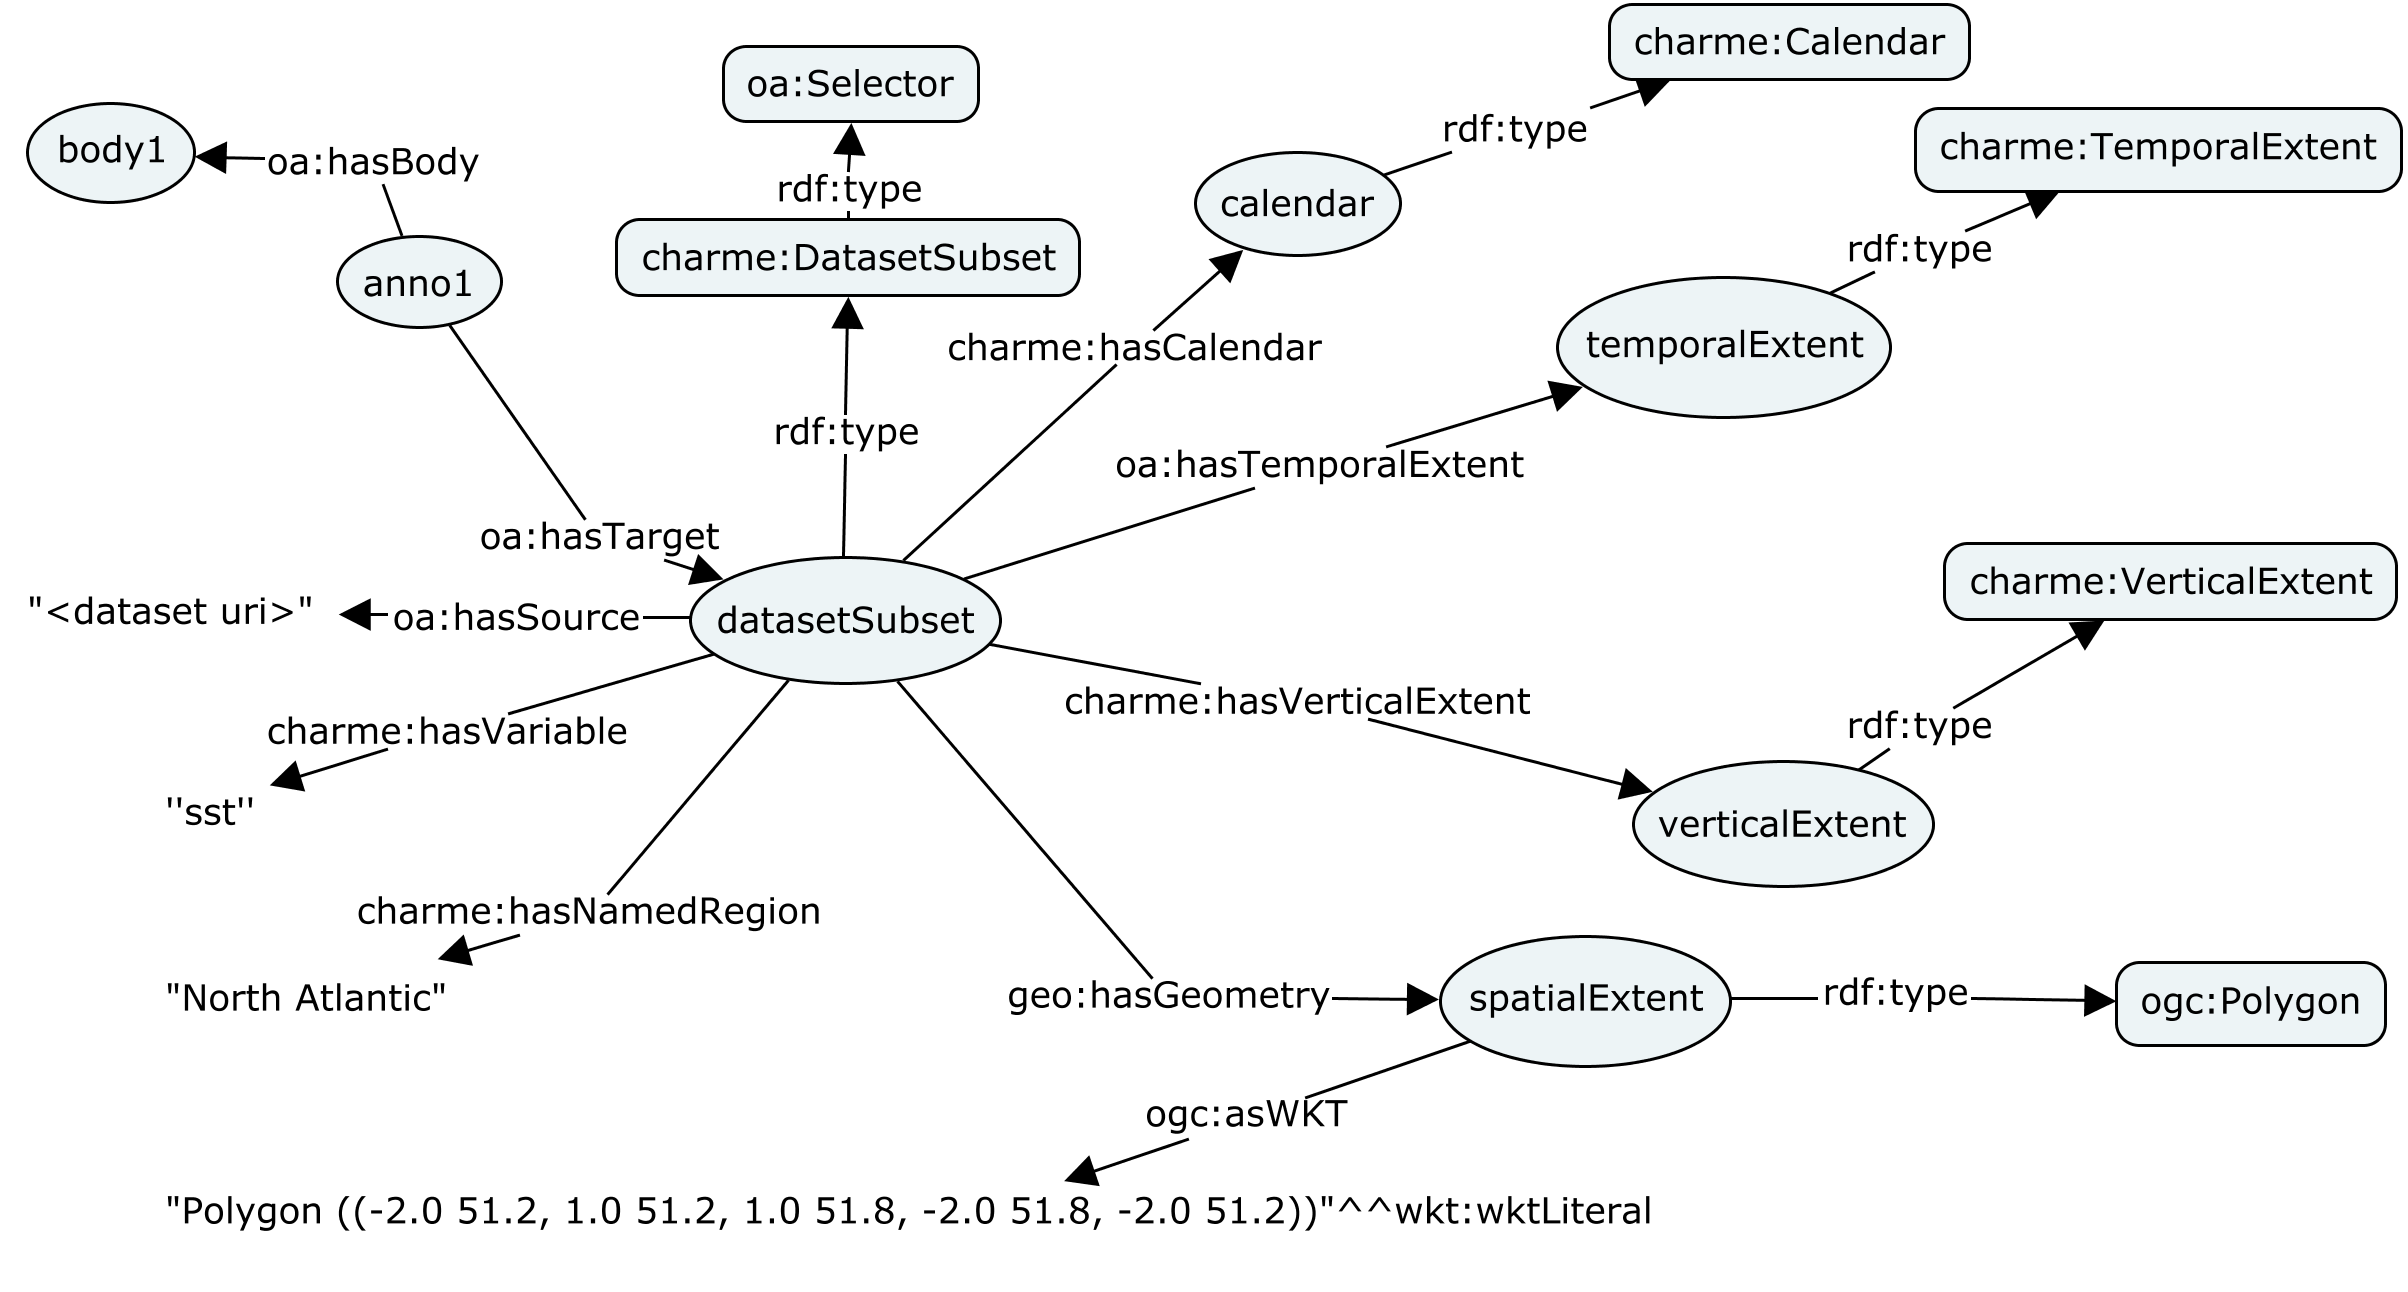 charme:Calendar
oa:Selector
rdf:type
charme:TemporalExtent
body1
oa:hasBody
rdf:type
calendar
charme:DatasetSubset
rdf:type
anno1
charme:hasCalendar
temporalExtent
rdf:type
oa:hasTemporalExtent
oa:hasTarget
charme:VerticalExtent
"<dataset uri>"
oa:hasSource
datasetSubset
charme:hasVerticalExtent
charme:hasVariable
rdf:type
''sst''
verticalExtent
charme:hasNamedRegion
"North Atlantic"
geo:hasGeometry
spatialExtent
rdf:type
ogc:Polygon
ogc:asWKT
"Polygon ((-2.0 51.2, 1.0 51.2, 1.0 51.8, -2.0 51.8, -2.0 51.2))"^^wkt:wktLiteral